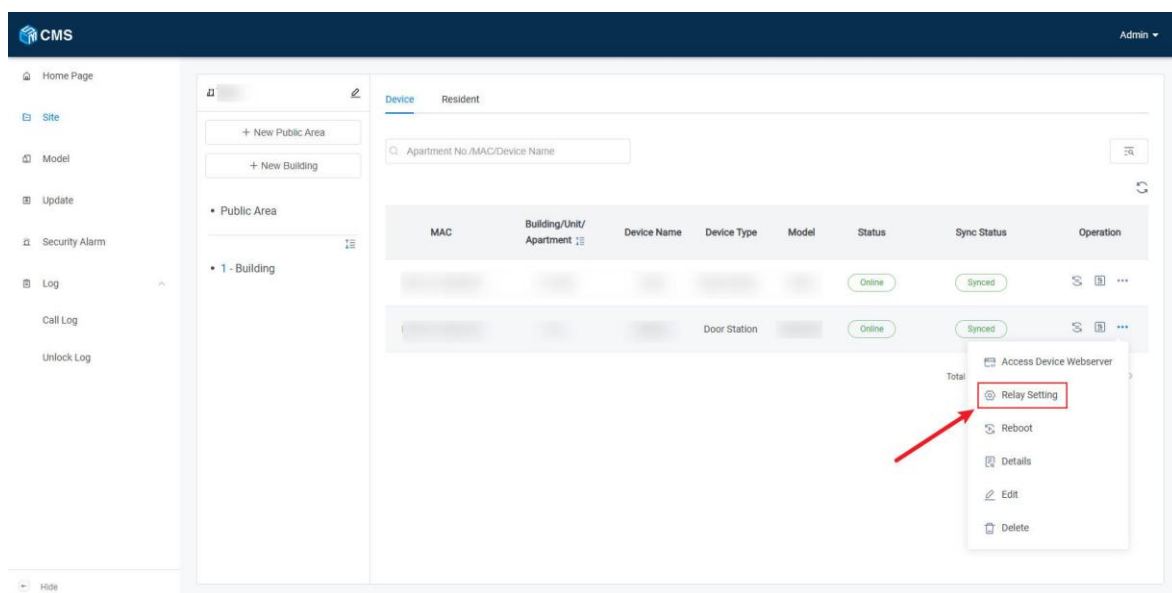 CMS
Admin
Home Page
Site
Model
Update
Security Alarm
Log
Call Log
Unlock Log
Hide
+ New Public Area
+ New Building
• Public Area
• 1 - Building
Device Resident
Apartment No./MAC/Device Name
MAC Building/Unit/ Device Name Device Type Model Status Sync Status Operation
Apartment
Online Synced
Door Station Online Synced
Total
Access Device Webserver
Relay Setting
Reboot
Details
Edit
Delete